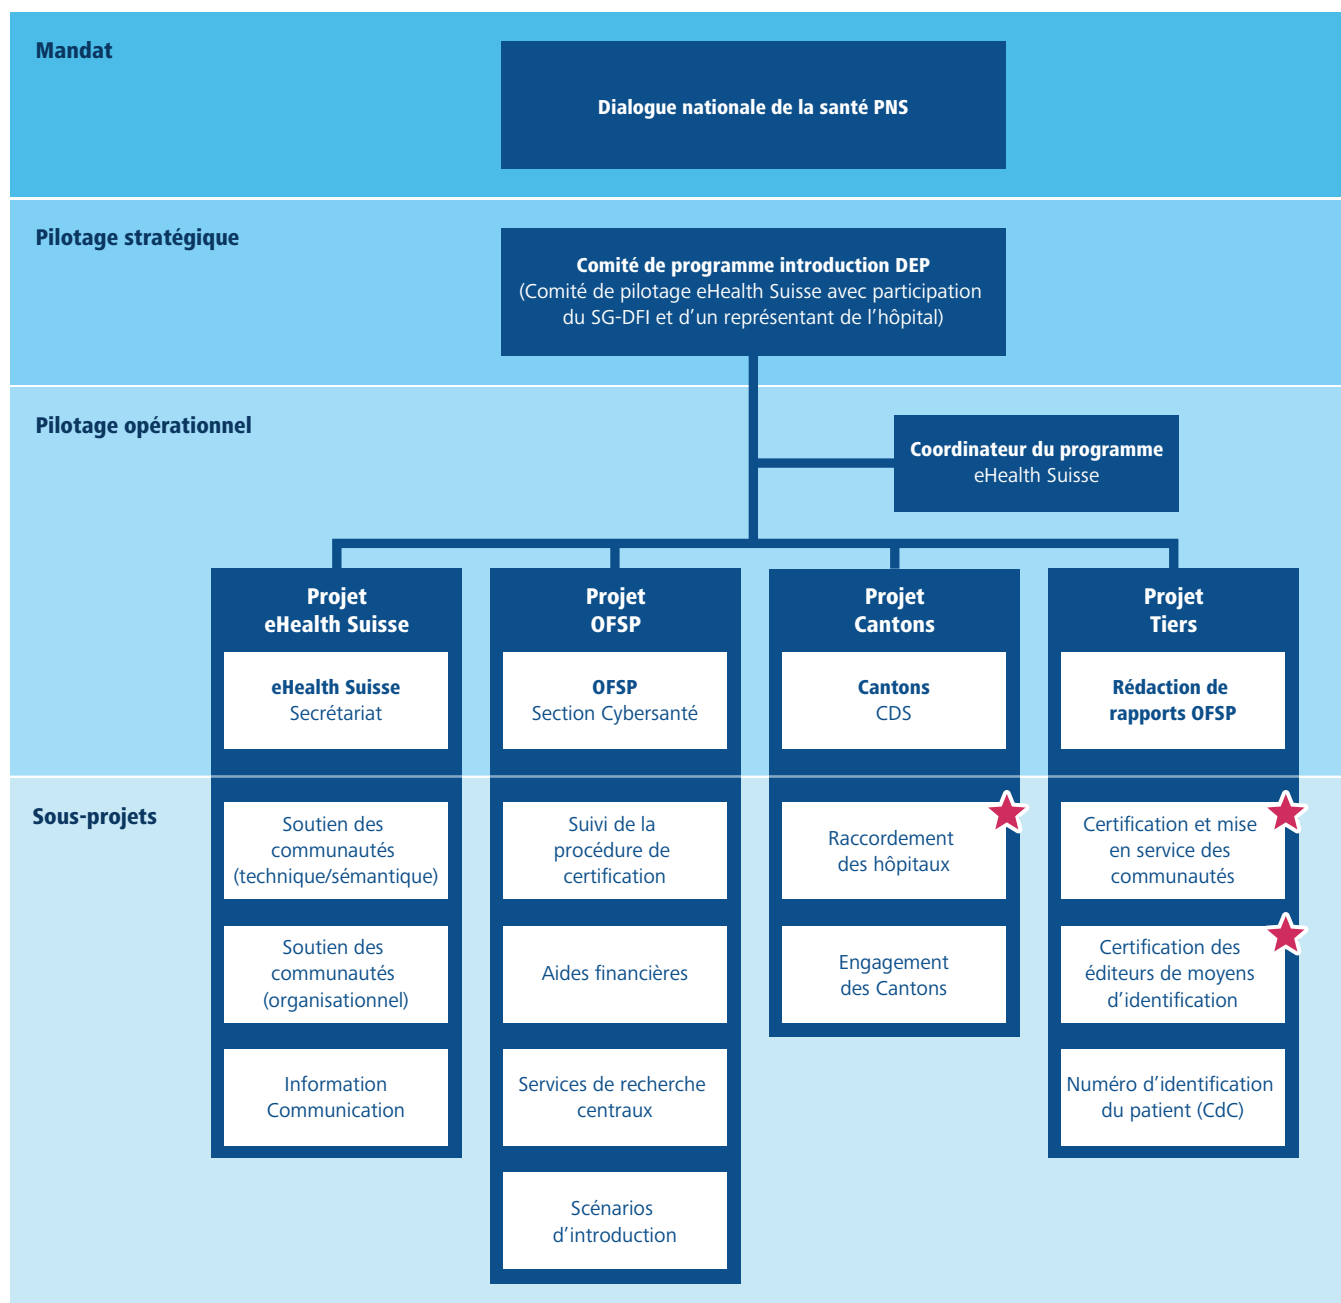 Mandat
Dialogue nationale de la santé PNS
Pilotage stratégique
Comité de programme introduction DEP
(Comité de pilotage eHealth Suisse avec participation
du SG-DFI et d’un représentant de l’hôpital)
Pilotage opérationnel
Coordinateur du programme
eHealth Suisse
Projet
eHealth Suisse
eHealth Suisse
Secrétariat
Projet
OFSP
OFSP
Section Cybersanté
Projet
Cantons
Cantons
CDS
Projet
Tiers
Rédaction de
rapports OFSP
Sous-projets
Soutien des
communautés
(technique/sémantique)
Soutien des
communautés
(organisationnel)
Information
Communication
Suivi de la
procédure de
certification
Aides financières
Services de recherche
centraux
Scénarios
d’introduction
Raccordement
des hôpitaux
Engagement
des Cantons
Certification et mise
en service des
communautés
Certification des
éditeurs de moyens
d’identification
Numéro d’identification
du patient (CdC)